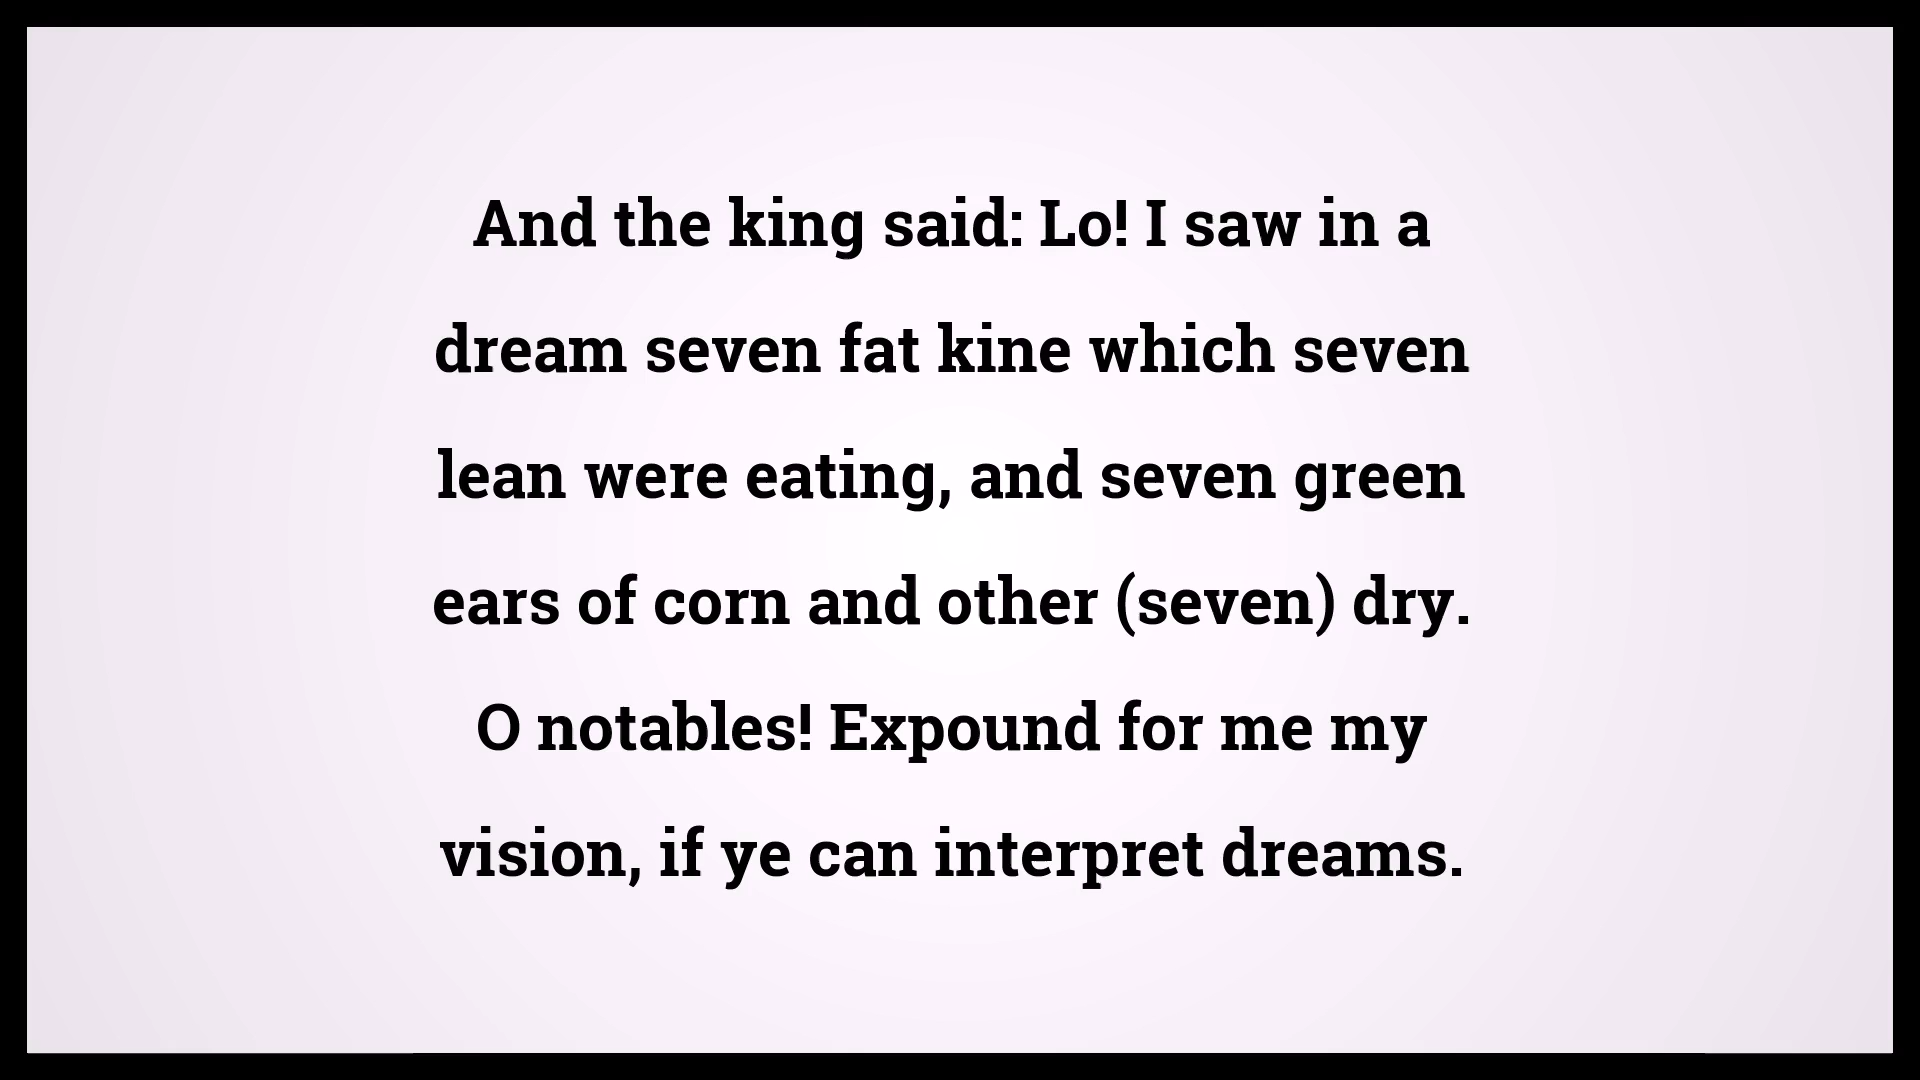 And the king said: Lo! I saw in a
dream seven fat kine which seven
lean were eating, and seven green
ears of corn and other (seven) dry.
O notables! Expound for me my
vision, if ye can interpret dreams.